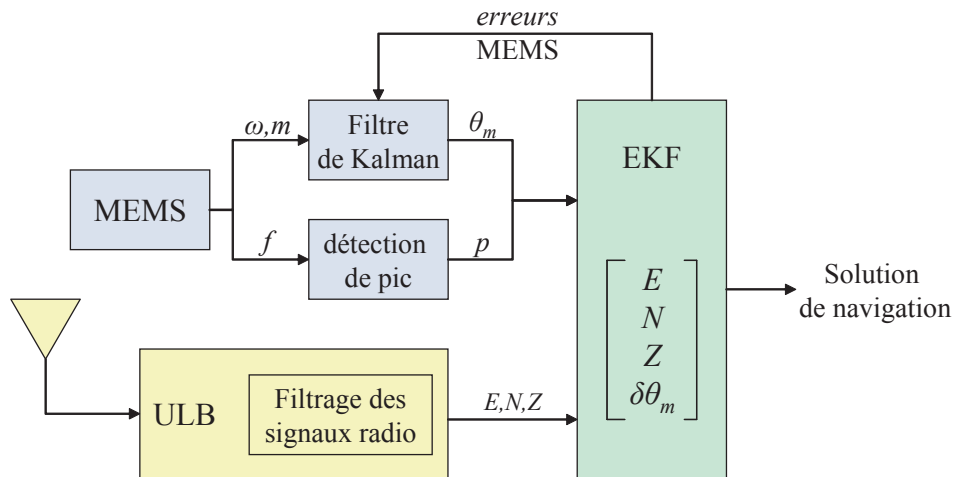 erreurs
MEMS
ω,m
Filtre
de Kalman
θm
EKF
MEMS
f
détection
de pic
p
E
N
Z
δθm
Solution
de navigation
ULB
Filtrage des
signaux radio
E,N,Z